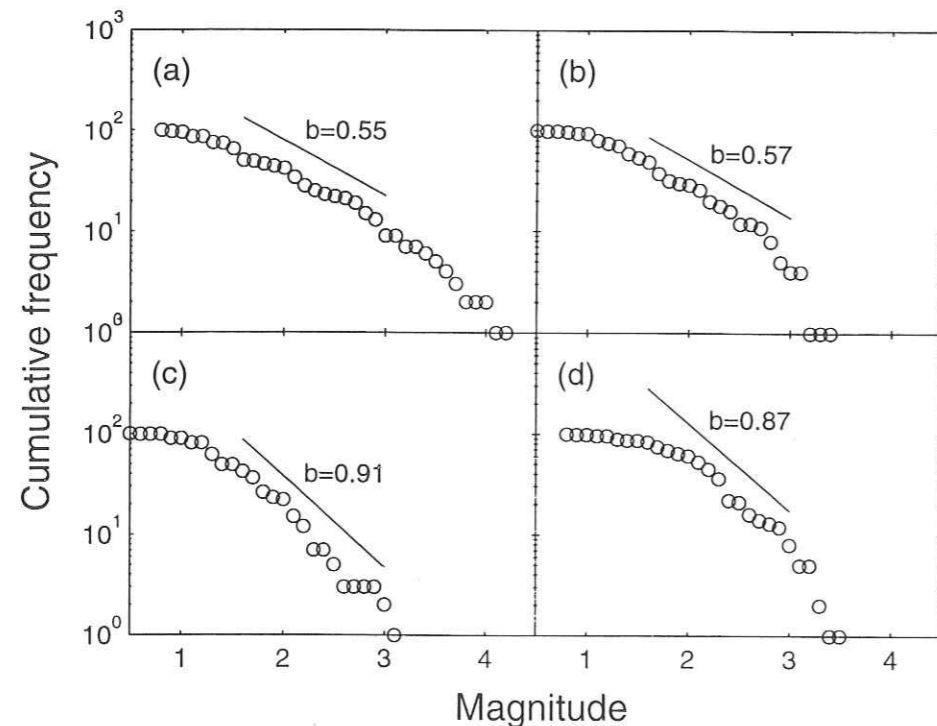 Cumulative frequency
10³
10²
10¹
10⁰
10²
10¹
10⁰
(a)
b=0.55
(b)
b=0.57
(c)
b=0.91
(d)
b=0.87
1 2 3 4 1 2 3 4
Magnitude